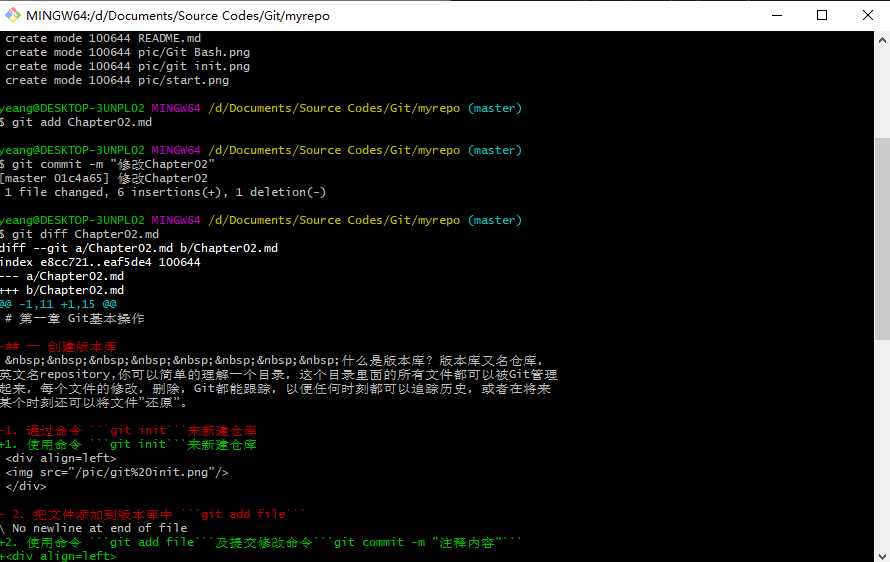 MINGW64:/d/Documents/Source Codes/Git/myrepo
create mode 100644 README.md
create mode 100644 pic/Git Bash.png
create mode 100644 pic/git init.png
create mode 100644 pic/start.png
yeang@DESKTOP-3UNPLO2 MINGW64 /d/Documents/Source Codes/Git/myrepo (master)
$ git add Chapter02.md
yeang@DESKTOP-3UNPLO2 MINGW64 /d/Documents/Source Codes/Git/myrepo (master)
$ git commit -m "修改Chapter02"
[master 01c4a65] 修改Chapter02
1 file changed, 6 insertions(+), 1 deletion(-)
yeang@DESKTOP-3UNPLO2 MINGW64 /d/Documents/Source Codes/Git/myrepo (master)
$ git diff Chapter02.md
diff --git a/Chapter02.md b/Chapter02.md
index e8cc721..eaf5de4 100644
--- a/Chapter02.md
+++ b/Chapter02.md
@@ -1,11 +1,15 @@
# 第一章 Git基本操作
-## 一 创建版本库
&nbsp;&nbsp;&nbsp;&nbsp;&nbsp;&nbsp;&nbsp;&nbsp;什么是版本库？版本库又名仓库，
英文名repository,你可以简单的理解一个目录，这个目录里面的所有文件都可以被Git管理
起来，每个文件的修改，删除，Git都能跟踪，以便任何时刻都可以追踪历史，或者在将来
某个时刻还可以将文件”还原”。
-1. 通过命令 ```git init```来新建仓库
+1. 使用命令 ```git init```来新建仓库
<div align=left>
<img src="/pic/git%20init.png"/>
</div>
- 2. 把文件添加到版本库中 ```git add file```
\ No newline at end of file
+2. 使用命令 ```git add file```及提交修改命令```git commit -m "注释内容"```
+<div align=left>